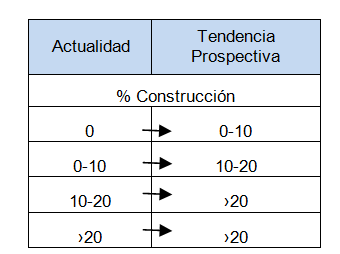 Actualidad Tendencia
Prospectiva
% Construcción
0 0-10
0-10 10-20
10-20 ›20
›20 ›20